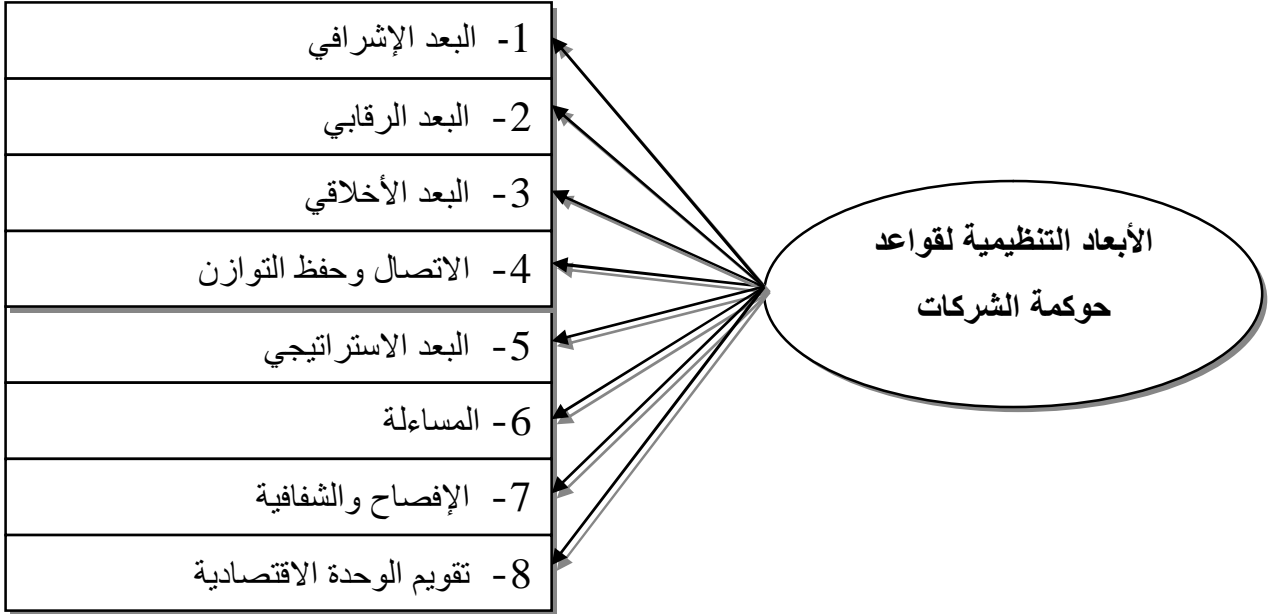 الأبعاد التنظيمية لقواعد
حوكمة الشركات
1- البعد الإشرافي
2- البعد الرقابي
3- البعد الأخلاقي
4- الاتصال وحفظ التوازن
5- البعد الاستراتيجي
6- المساءلة
7- الإفصاح والشفافية
8- تقويم الوحدة الاقتصادية